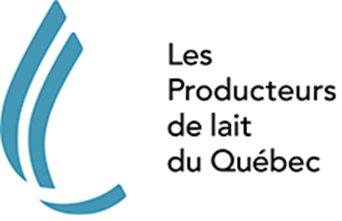 Les
Producteurs
de lait
du Québec